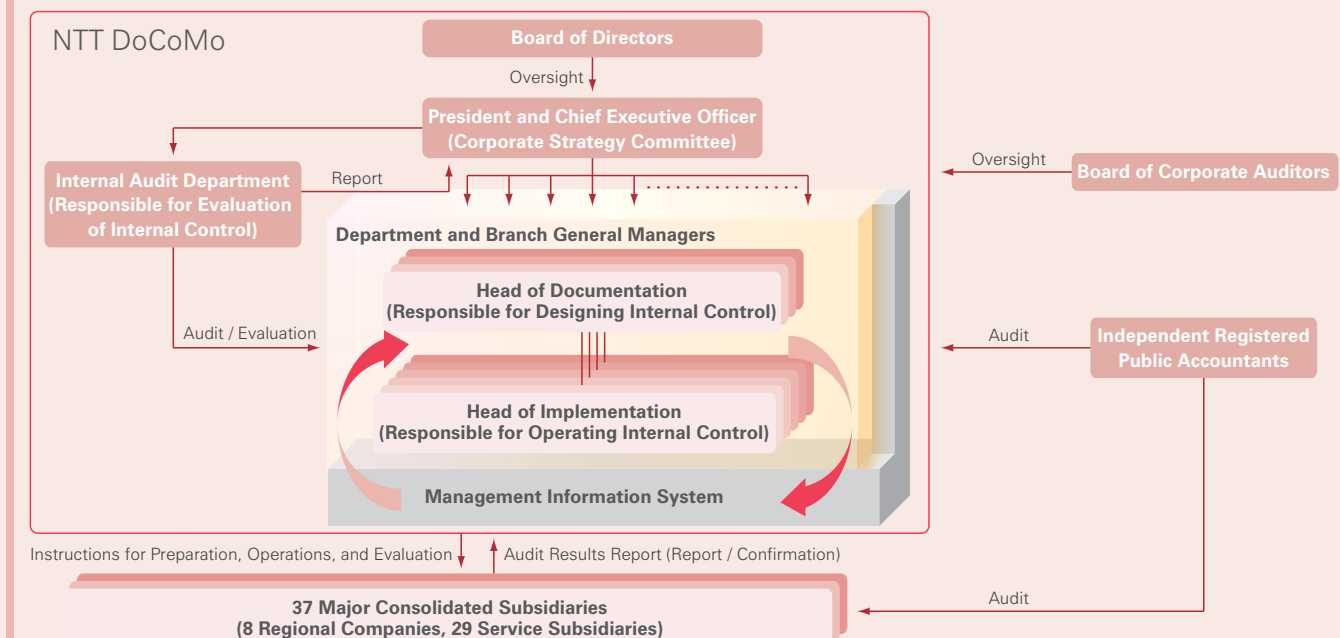 NTT DoCoMo
Board of Directors
Oversight
President and Chief Executive Officer
(Corporate Strategy Committee)
Internal Audit Department
(Responsible for Evaluation
of Internal Control)
Report
Oversight
Board of Corporate Auditors
Department and Branch General Managers
Head of Documentation
(Responsible for Designing Internal Control)
Audit / Evaluation
Audit
Independent Registered
Public Accountants
Head of Implementation
(Responsible for Operating Internal Control)
Management Information System
Instructions for Preparation, Operations, and Evaluation
Audit Results Report (Report / Confirmation)
Audit
37 Major Consolidated Subsidiaries
(8 Regional Companies, 29 Service Subsidiaries)